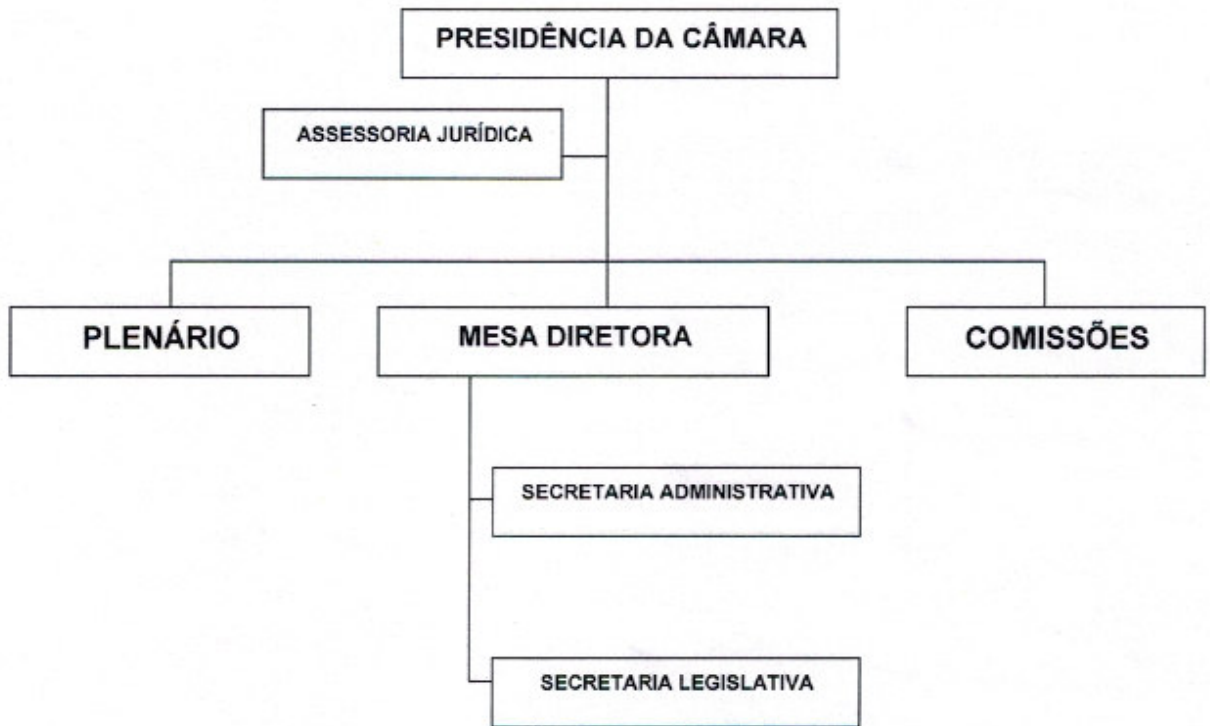 PRESIDÊNCIA DA CÂMARA
ASSESSORIA JURÍDICA
PLENÁRIO
MESA DIRETORA
COMISSÕES
SECRETARIA ADMINISTRATIVA
SECRETARIA LEGISLATIVA